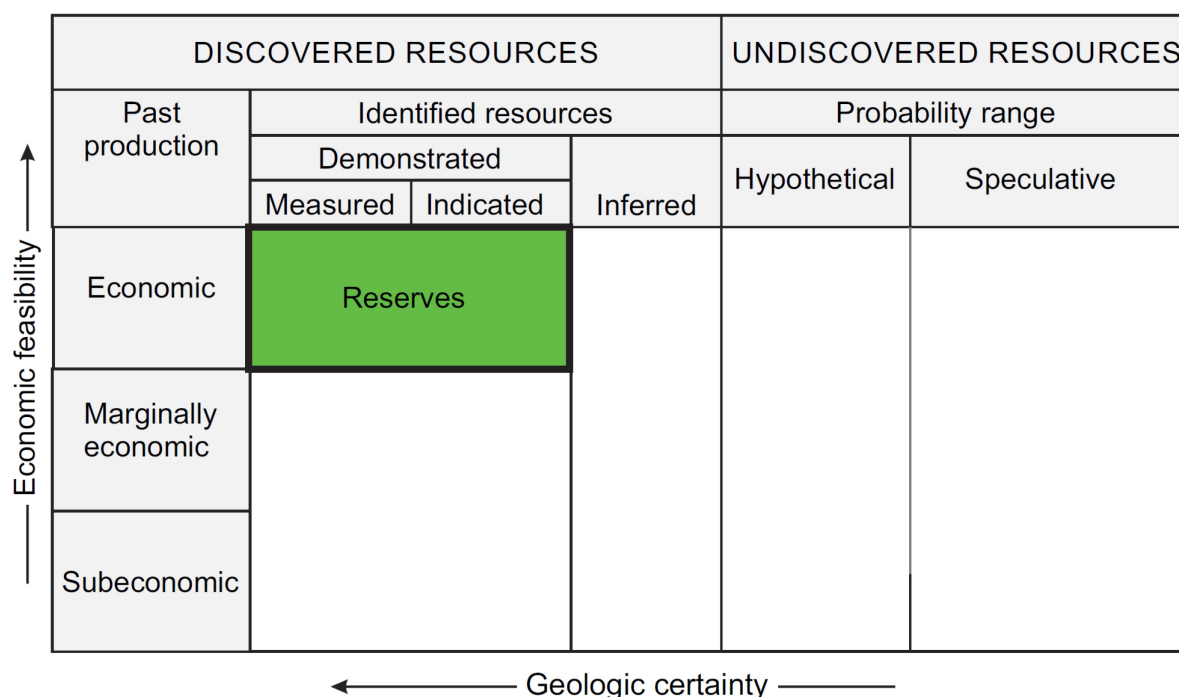 DISCOVERED RESOURCES
UNDISCOVERED RESOURCES
Past
production
Identified resources
Probability range
Demonstrated
Measured
Indicated
Inferred
Hypothetical
Speculative
Economic
Reserves
Marginally
economic
Subeconomic
Economic feasibility
Geologic certainty